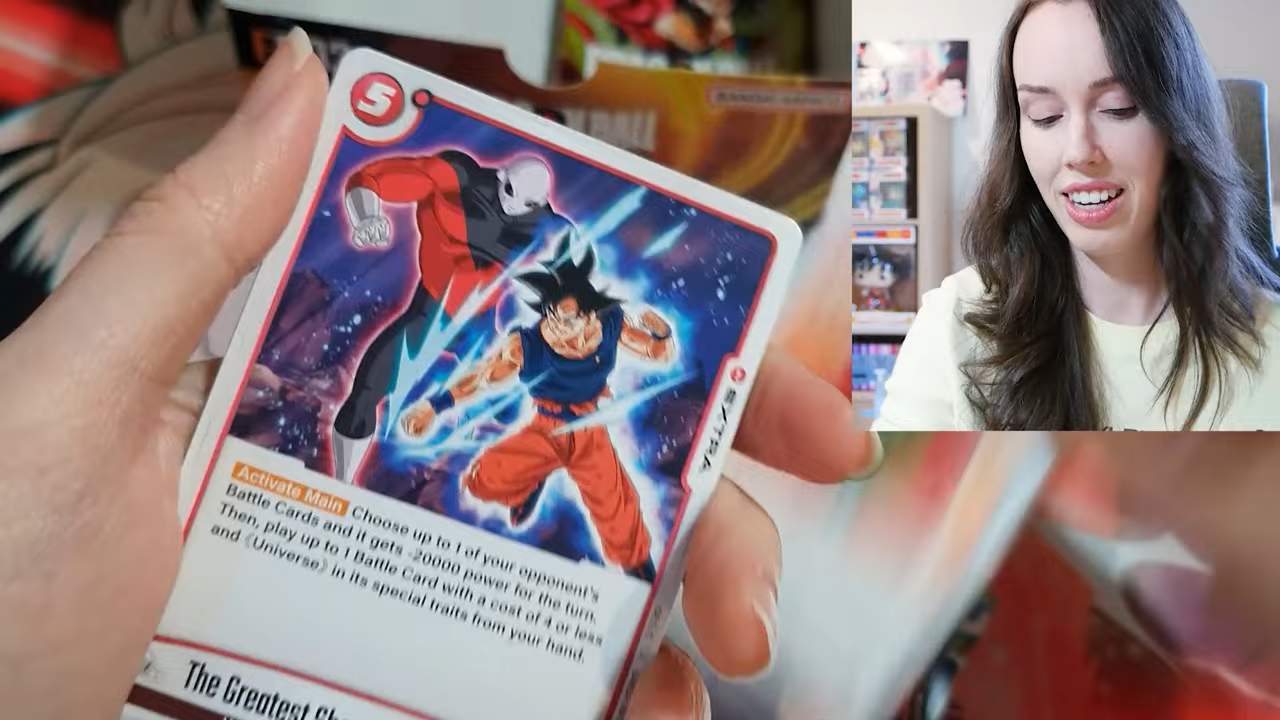 5
EXTRA
Activate Main Choose up to 1 of your opponent's
Battle Cards and it gets -20000 power for the turn.
Then, play up to 1 Battle Card with a cost of 4 or less
and 《Universe》 in its special traits from your hand.
The Greatest